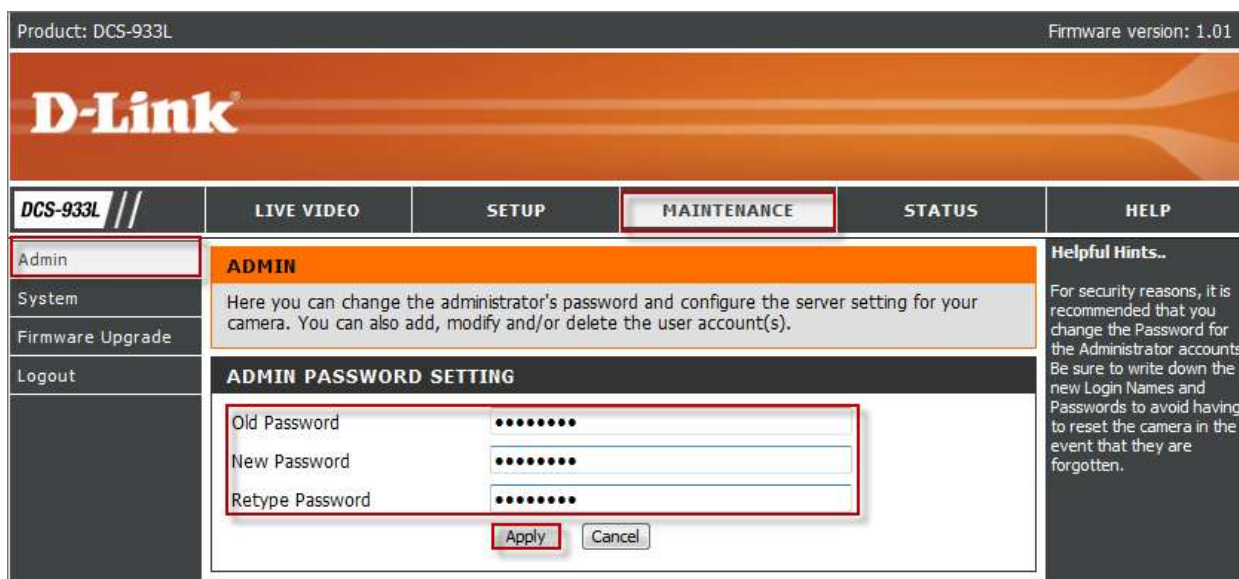 Product: DCS-933L
Firmware version: 1.01
D-Link®
DCS-933L
LIVE VIDEO
SETUP
MAINTENANCE
STATUS
HELP
Admin
System
Firmware Upgrade
Logout
ADMIN
Here you can change the administrator's password and configure the server setting for your
camera. You can also add, modify and/or delete the user account(s).
ADMIN PASSWORD SETTING
Old Password ••••••••
New Password ••••••••
Retype Password ••••••••
Apply
Cancel
Helpful Hints..
For security reasons, it is
recommended that you
change the Password for
the Administrator accounts
Be sure to write down the
new Login Names and
Passwords to avoid having
to reset the camera in the
event that they are
forgotten.